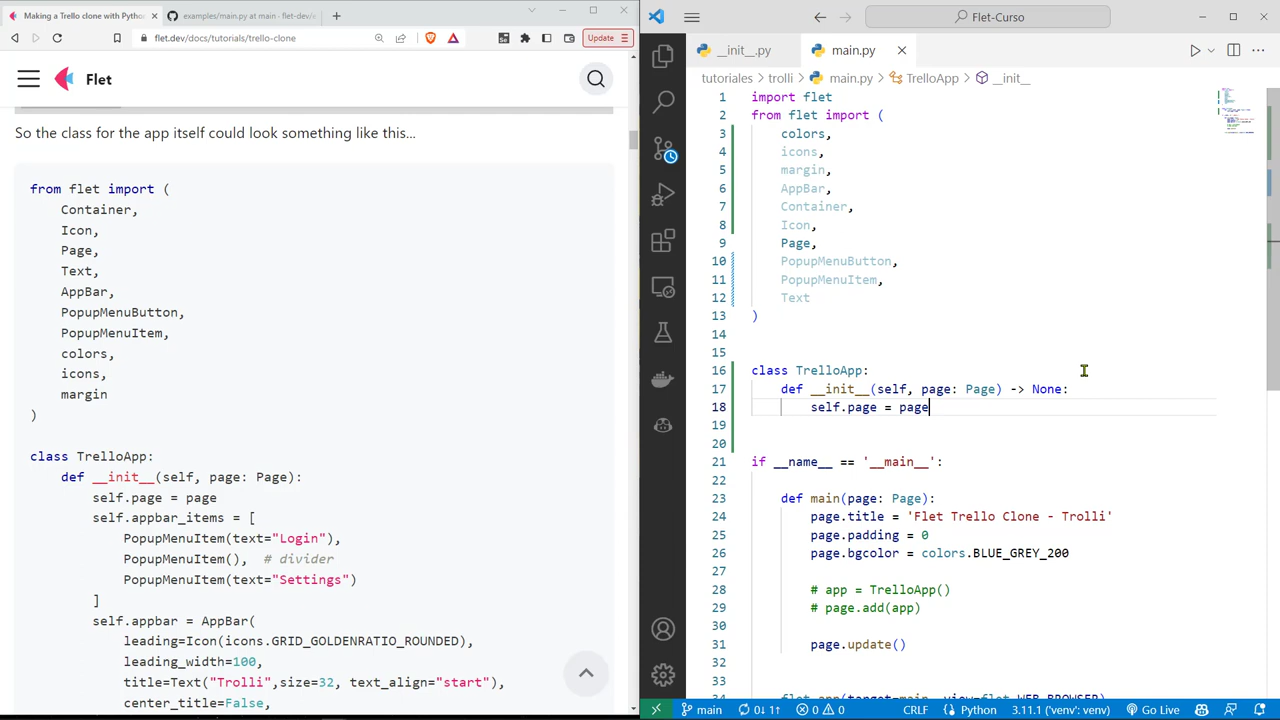 Making a Trello clone with Python
examples/main.py at main · flet-dev/e
flet.dev/docs/tutorials/trello-clone
Update
Flet
So the class for the app itself could look something like this…
from flet import (
Container,
Icon,
Page,
Text,
AppBar,
PopupMenuButton,
PopupMenuItem,
colors,
icons,
margin
)
class TrelloApp:
def __init__(self, page: Page):
self.page = page
self.appbar_items = [
PopupMenuItem(text="Login"),
PopupMenuItem(),  # divider
PopupMenuItem(text="Settings")
]
self.appbar = AppBar(
leading=Icon(icons.GRID_GOLDENRATIO_ROUNDED),
leading_width=100,
title=Text("Trolli",size=32, text_align="start"),
center_title=False,
Flet-Curso
__init__.py
main.py
tutoriales > trolli > main.py > TrelloApp > __init__
1 import flet
2 from flet import (
3 colors,
4 icons,
5 margin,
6 AppBar,
7 Container,
8 Icon,
9 Page,
10 PopupMenuButton,
11 PopupMenuItem,
12 Text
13 )
14
15
16 class TrelloApp:
17 def __init__(self, page: Page) -> None:
18 self.page = page
19
20
21 if __name__ == '__main__':
22
23 def main(page: Page):
24 page.title = 'Flet Trello Clone - Trolli'
25 page.padding = 0
26 page.bgcolor = colors.BLUE_GREY_200
27
28 # app = TrelloApp()
29 # page.add(app)
30
31 page.update()
32
33
34 flet.app(target=main, view=flet.WEB_BROWSER)
main 0↓ 1↑ 0 0 CRLF Python 3.11.1 ('venv': venv) Go Live